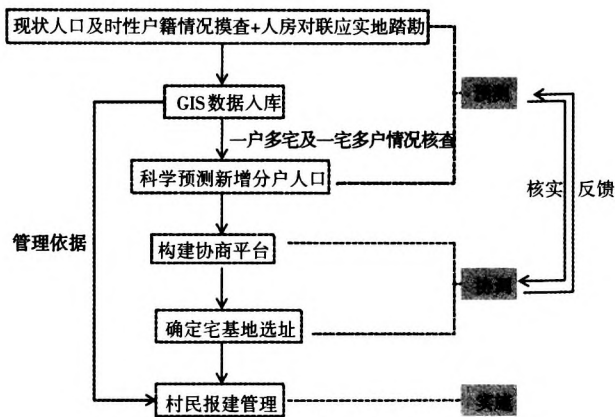 现状人口及时性户籍情况摸查+人房对联应实地踏勘
GIS数据入库
一户多宅及一宅多户情况核查
科学预测新增分户人口
核实
反馈
管理依据
构建协商平台
确定宅基地选址
村民报建管理